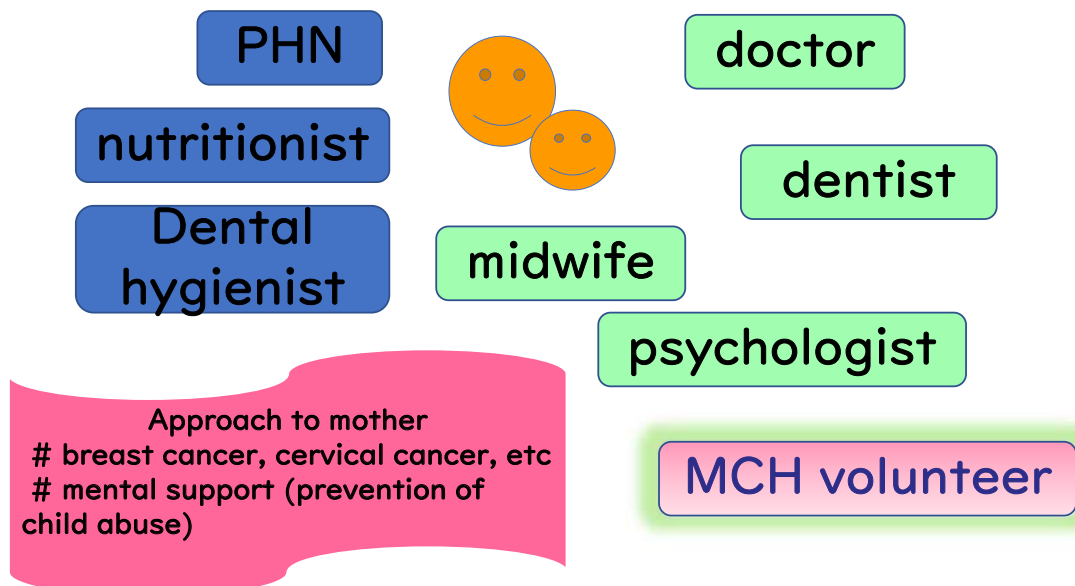 PHN
doctor
nutritionist
dentist
Dental
hygienist
midwife
psychologist
Approach to mother
# breast cancer, cervical cancer, etc
# mental support (prevention of
child abuse)
MCH volunteer